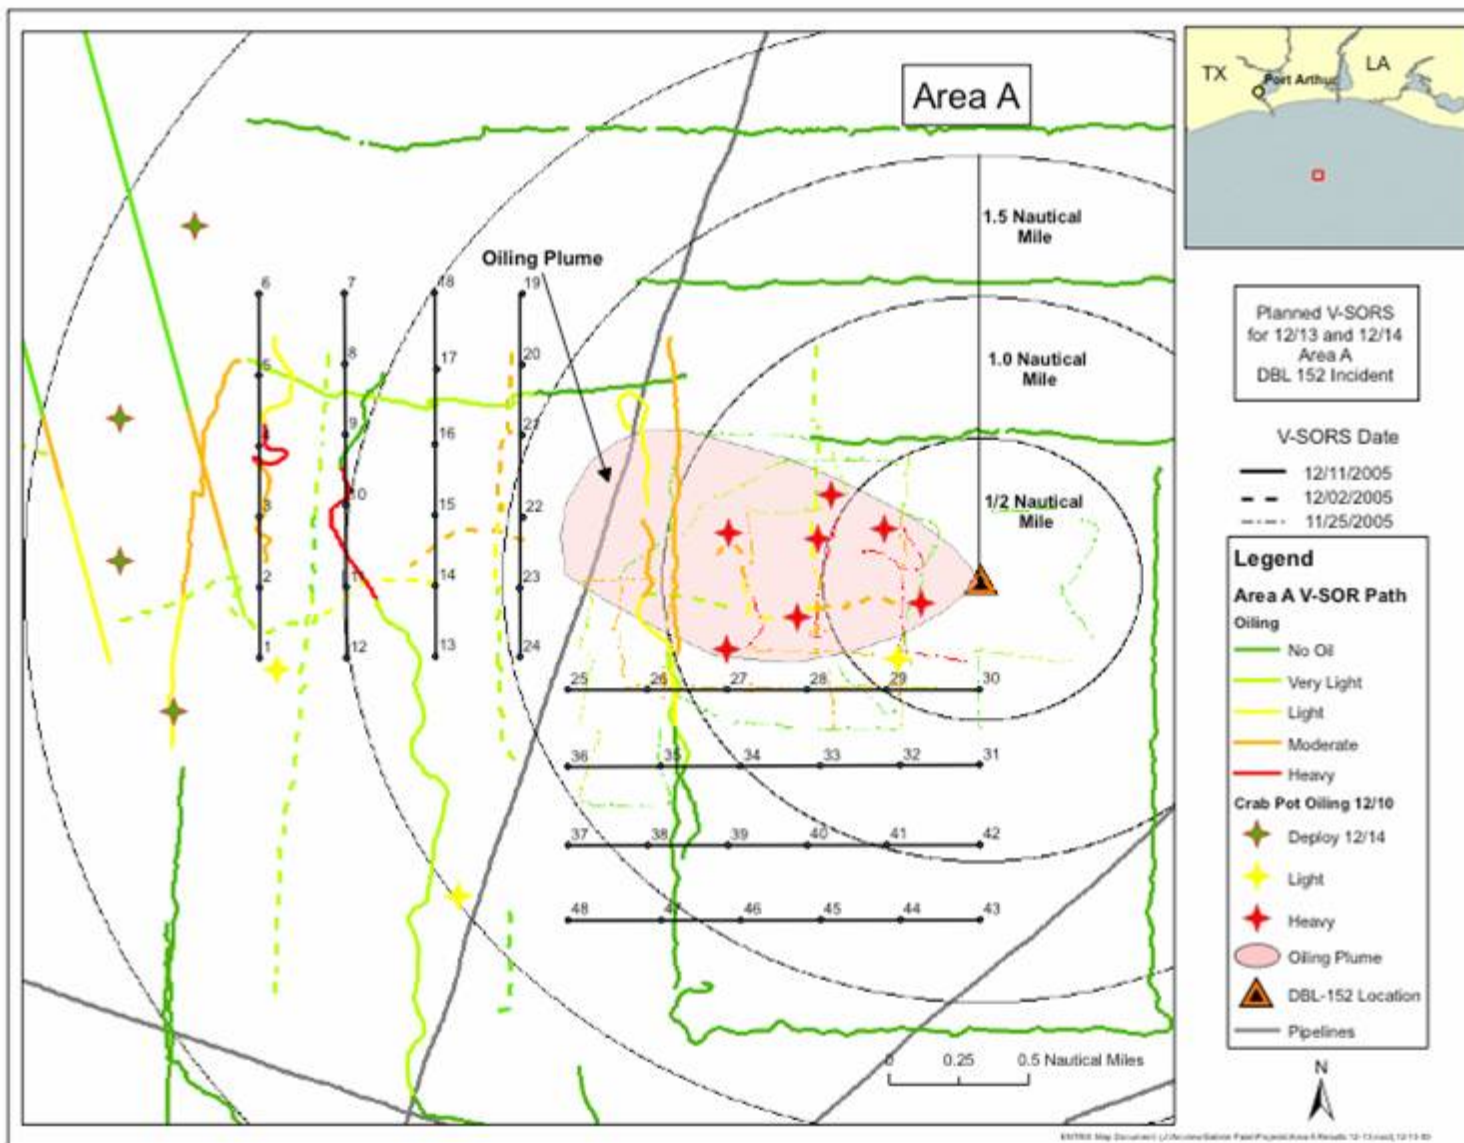 Area A
TX
LA
Port Arthur
1.5 Nautical
Mile
Oiling Plume
1.0 Nautical
Mile
1/2 Nautical
Mile
6
7
18
19
5
8
17
20
9
16
21
3
10
15
22
2
11
14
23
1
12
13
24
25
26
27
28
29
30
36
35
34
33
32
31
37
38
39
40
41
42
48
47
46
45
44
43
0
0.25
0.5 Nautical Miles
Planned V-SORS
for 12/13 and 12/14
Area A
DBL 152 Incident
V-SORS Date
12/11/2005
12/02/2005
11/25/2005
Legend
Area A V-SOR Path
Oiling
No Oil
Very Light
Light
Moderate
Heavy
Crab Pot Oiling 12/10
Deploy 12/14
Light
Heavy
Oiling Plume
DBL-152 Location
Pipelines
N